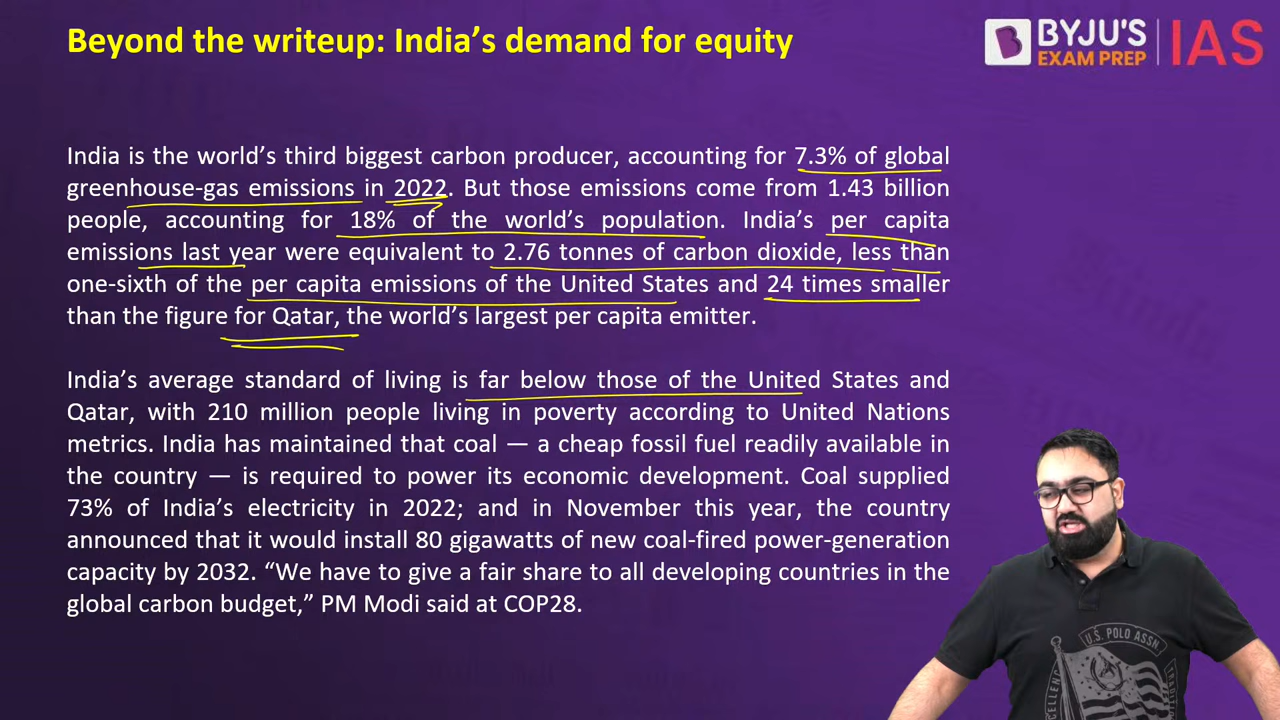 Beyond the writeup: India's demand for equity
BYJU'S
EXAM PREP
IAS
India is the world's third biggest carbon producer, accounting for 7.3% of global
greenhouse-gas emissions in 2022. But those emissions come from 1.43 billion
people, accounting for 18% of the world's population. India's per capita
emissions last year were equivalent to 2.76 tonnes of carbon dioxide, less than
one-sixth of the per capita emissions of the United States and 24 times smaller
than the figure for Qatar, the world's largest per capita emitter.
India's average standard of living is far below those of the United States and
Qatar, with 210 million people living in poverty according to United Nations
metrics. India has maintained that coal — a cheap fossil fuel readily available in
the country — is required to power its economic development. Coal supplied
73% of India's electricity in 2022; and in November this year, the country
announced that it would install 80 gigawatts of new coal-fired power-generation
capacity by 2032. “We have to give a fair share to all developing countries in the
global carbon budget,” PM Modi said at COP28.
U.S. POLO ASSN.